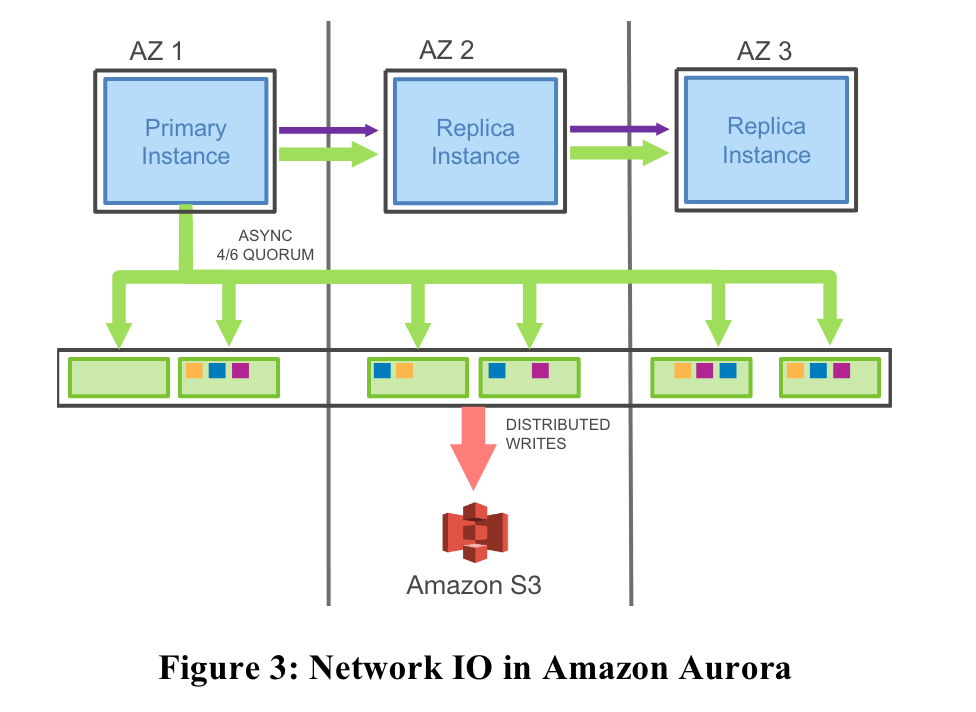 AZ 1
AZ 2
AZ 3
Primary
Instance
Replica
Instance
Replica
Instance
ASYNC
4/6 QUORUM
DISTRIBUTED
WRITES
Amazon S3
Figure 3: Network IO in Amazon Aurora